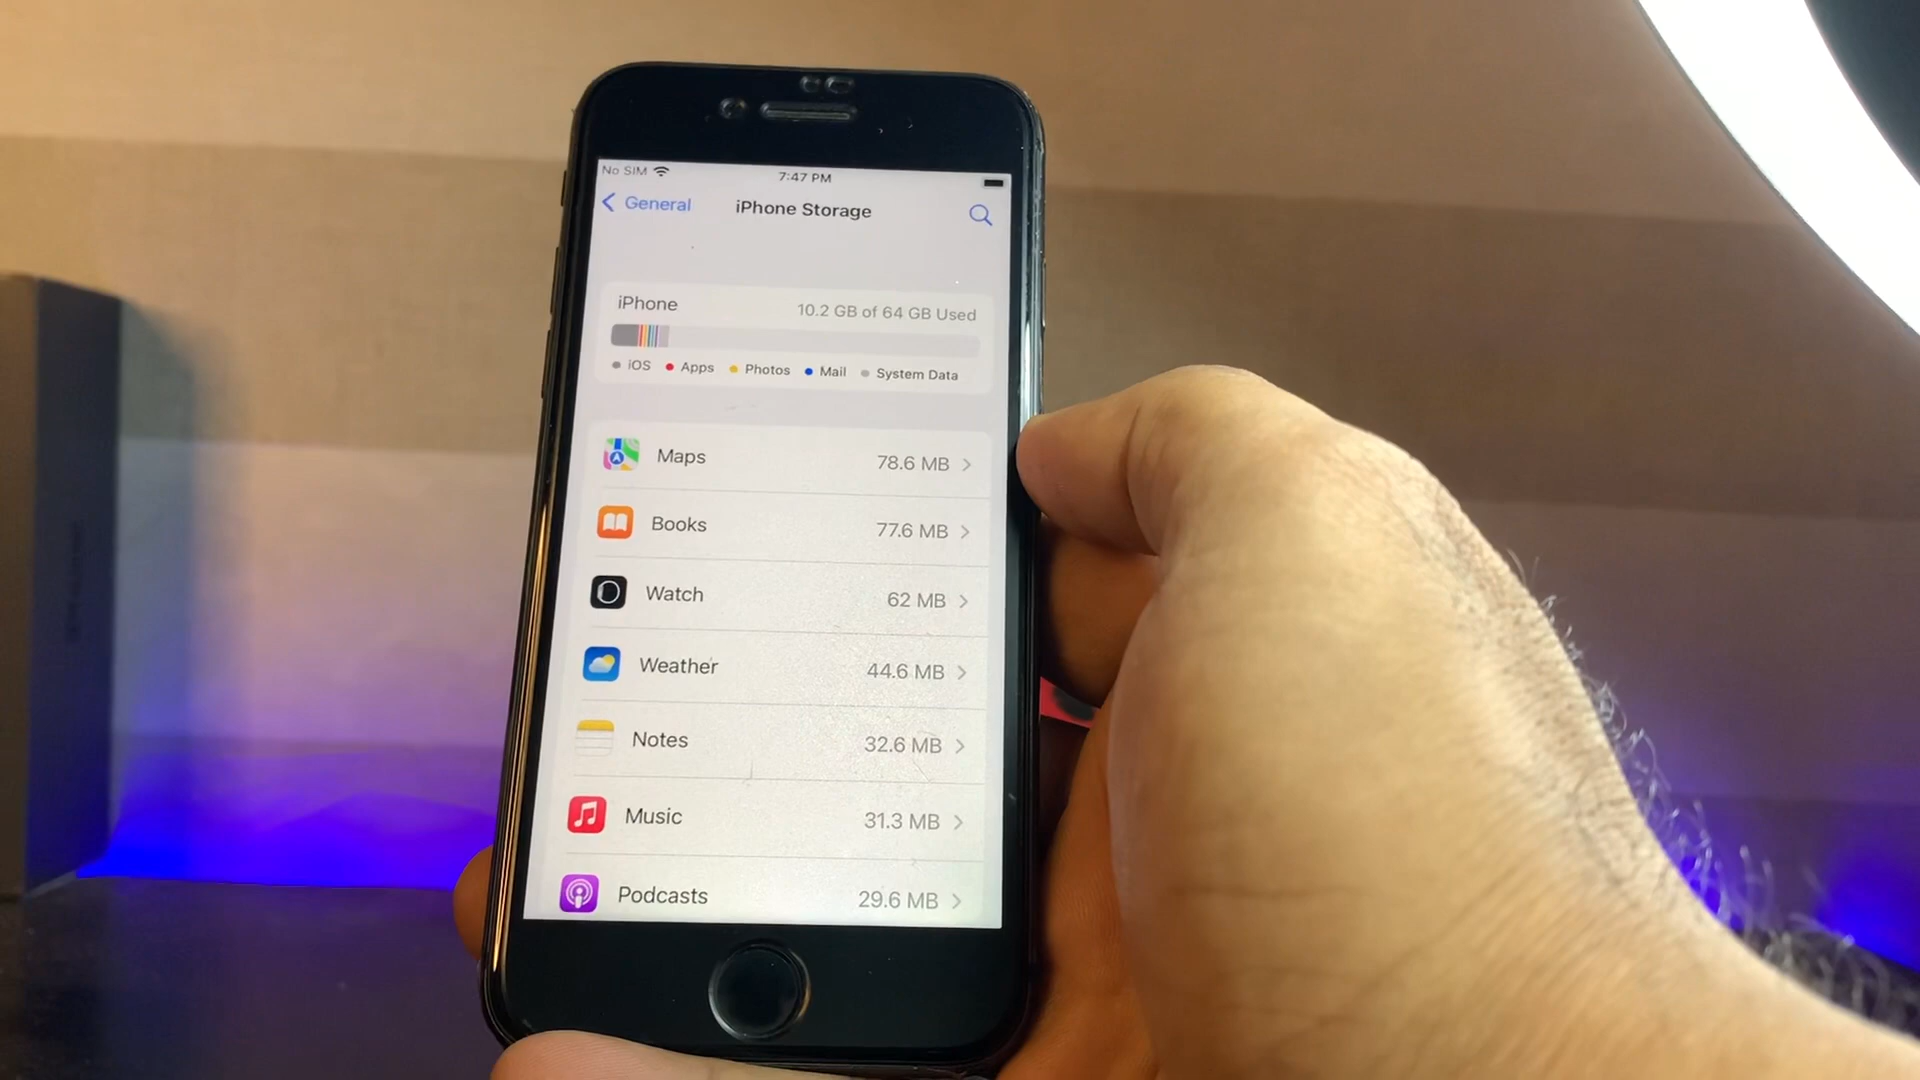 No SIM 7:47 PM
General iPhone Storage
iPhone 10.2 GB of 64 GB Used
iOS Apps Photos Mail System Data
Maps 78.6 MB
Books 77.6 MB
Watch 62 MB
Weather 44.6 MB
Notes 32.6 MB
Music 31.3 MB
Podcasts 29.6 MB